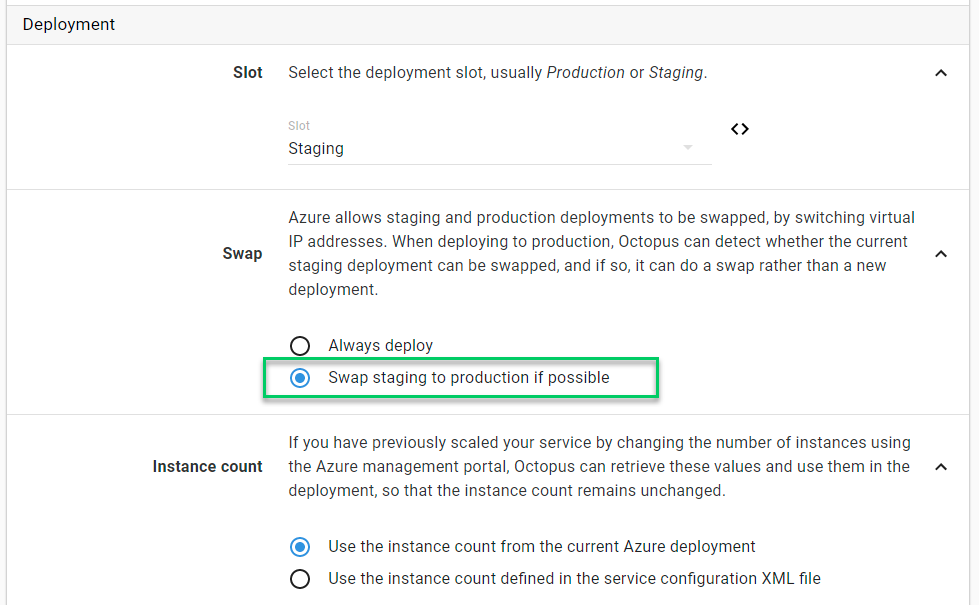 Deployment
Slot
Select the deployment slot, usually Production or Staging.
Slot
Staging
Swap
Azure allows staging and production deployments to be swapped, by switching virtual
IP addresses. When deploying to production, Octopus can detect whether the current
staging deployment can be swapped, and if so, it can do a swap rather than a new
deployment.
Always deploy
Swap staging to production if possible
Instance count
If you have previously scaled your service by changing the number of instances using
the Azure management portal, Octopus can retrieve these values and use them in the
deployment, so that the instance count remains unchanged.
Use the instance count from the current Azure deployment
Use the instance count defined in the service configuration XML file